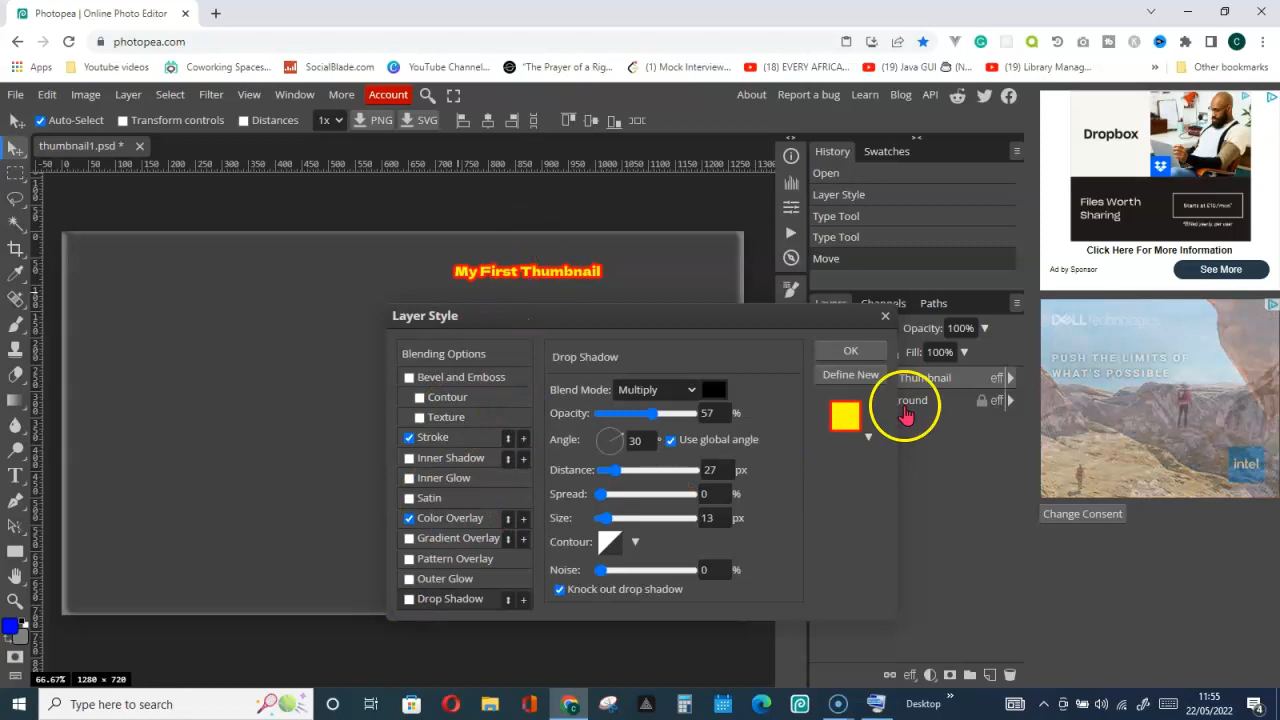 Photopea | Online Photo Editor
photopea.com
Apps Youtube videos Coworking Spaces... SocialBlade.com YouTube Channel... "The Prayer of a Rig... (1) Mock Interview... (18) EVERY AFRICA... (19) Java GUI (N... (19) Library Manag... » Other bookmarks
File Edit Image Layer Select Filter View Window More Account About Report a bug Learn Blog API
Auto-Select Transform controls Distances 1x PNG SVG
thumbnail1.psd *
History Swatches
Open
Layer Style
Type Tool
Type Tool
Move
My First Thumbnail
Layers Channels Paths
Opacity: 100%
Fill: 100%
Thumbnail eff
round eff
Layer Style
Blending Options
Bevel and Emboss
Contour
Texture
Stroke
Inner Shadow
Inner Glow
Satin
Color Overlay
Gradient Overlay
Pattern Overlay
Outer Glow
Drop Shadow
Drop Shadow
Blend Mode: Multiply
Opacity: 57 %
Angle: 30 ° Use global angle
Distance: 27 px
Spread: 0 %
Size: 13 px
Contour:
Noise: 0 %
Knock out drop shadow
OK
Define New
Dropbox
Files Worth
Sharing
Click Here For More Information
Ad by Sponsor See More
DELL Technologies
PUSH THE LIMITS OF
WHAT'S POSSIBLE.
intel
Change Consent
66.67% 1280 × 720
Type here to search
Desktop
11:55
22/05/2022